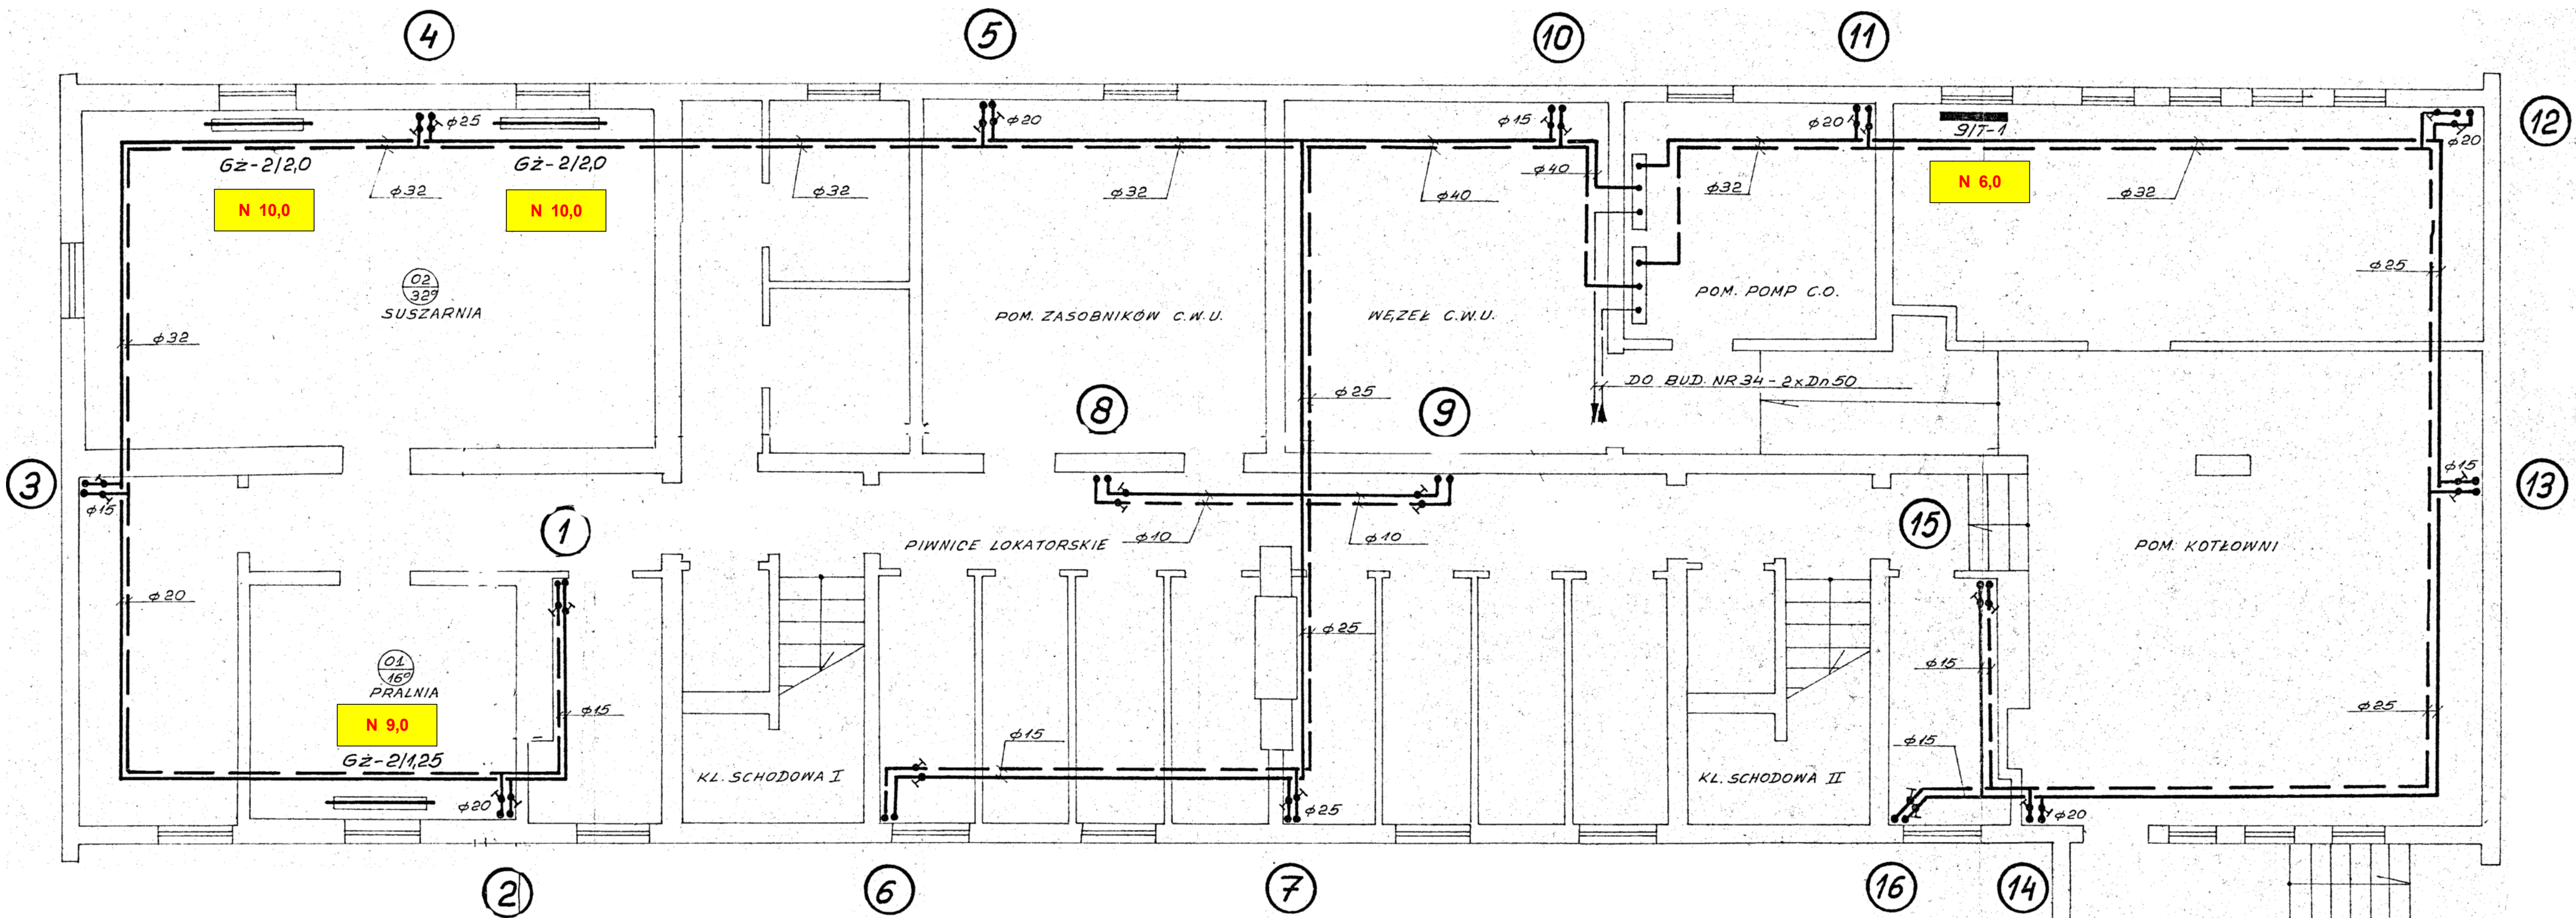 4
5
10
11
12
φ25
φ20
φ15
φ20
9/T-1
φ20
GŻ-2/2,0
GŻ-2/2,0
φ40
N 10,0
N 10,0
φ32
φ32
φ32
φ40
φ32
N 6,0
φ32
02
32°
SUSZARNIA
φ25
POM. ZASOBNIKÓW C.W.U.
WĘZEŁ C.W.U.
POM. POMP C.O.
φ32
DO BUD. NR 34 - 2xDn50
φ25
8
9
3
φ15
φ15
13
1
15
PIWNICE LOKATORSKIE
φ10
φ10
POM. KOTŁOWNI
φ20
φ25
01
16°
PRALNIA
φ15
N 9,0
φ15
φ15
φ15
φ25
GŻ-2/1,25
KL. SCHODOWA I
KL. SCHODOWA II
φ20
φ25
φ20
2
6
7
16
14